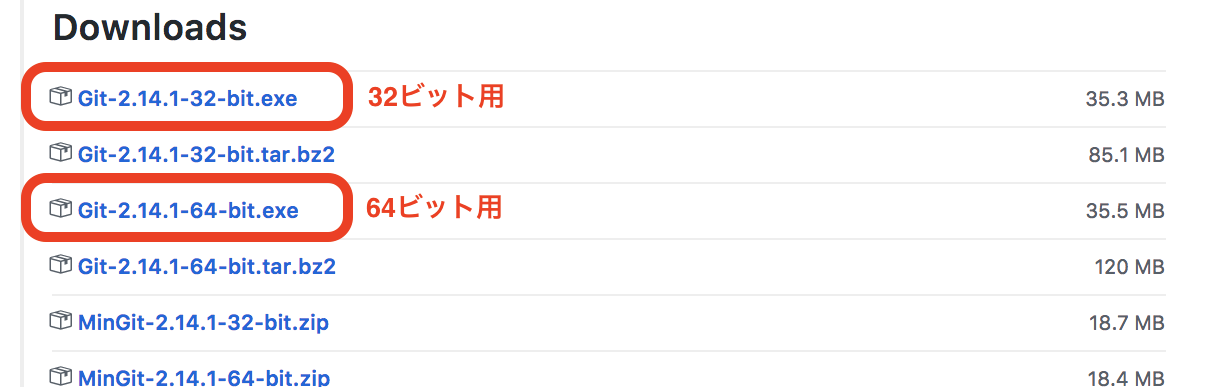 Downloads
Git-2.14.1-32-bit.exe 32ビット用 35.3 MB
Git-2.14.1-32-bit.tar.bz2 85.1 MB
Git-2.14.1-64-bit.exe 64ビット用 35.5 MB
Git-2.14.1-64-bit.tar.bz2 120 MB
MinGit-2.14.1-32-bit.zip 18.7 MB
MinGit-2.14.1-64-bit.zip 18.4 MB